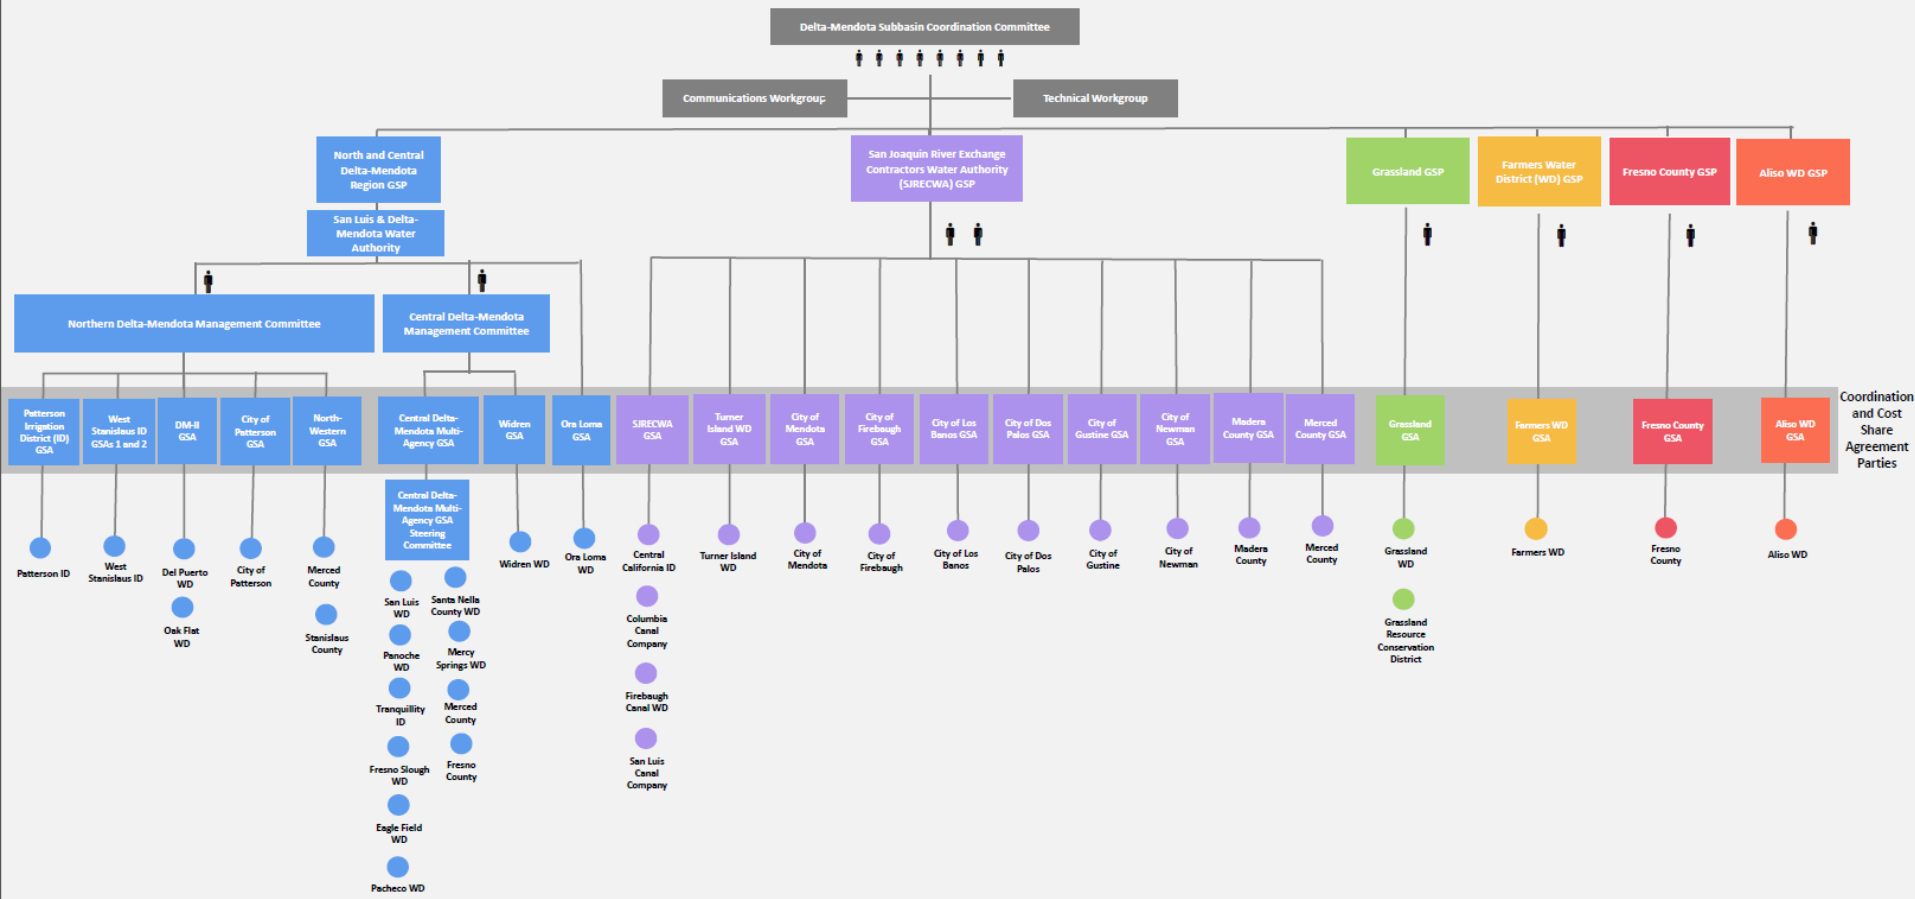 Delta-Mendota Subbasin Coordination Committee
Communications Workgroup
Technical Workgroup
North and Central
Delta-Mendota
Region GSP
San Joaquin River Exchange
Contractors Water Authority
(SJRECWA) GSP
Grassland GSP
Farmers Water
District (WD) GSP
Fresno County GSP
Aliso WD GSP
San Luis & Delta-
Mendota Water
Authority
Northern Delta-Mendota Management Committee
Central Delta-Mendota
Management Committee
Patterson
Irrigation
District (ID)
GSA
West
Stanislaus ID
GSAs 1 and 2
DM-II
GSA
City of
Patterson
GSA
North-
Western
GSA
Central Delta-
Mendota Multi-
Agency GSA
Widren
GSA
Ora Loma
GSA
SJRECWA
GSA
Turner
Island WD
GSA
City of
Mendota
GSA
City of
Firebaugh
GSA
City of Los
Banos GSA
City of Dos
Palos GSA
City of
Gustine GSA
City of
Newman
GSA
Madera
County GSA
Merced
County GSA
Grassland
GSA
Farmers WD
GSA
Fresno County
GSA
Aliso WD
GSA
Coordination
and Cost
Share
Agreement
Parties
Central Delta-
Mendota Multi-
Agency GSA
Steering
Committee
Patterson ID
West
Stanislaus ID
Del Puerto
WD
Oak Flat
WD
City of
Patterson
Merced
County
Stanislaus
County
San Luis
WD
Panoche
WD
Tranquillity
ID
Fresno Slough
WD
Eagle Field
WD
Pacheco WD
Santa Nella
County WD
Mercy
Springs WD
Merced
County
Fresno
County
Widren WD
Ora Loma
WD
Central
California ID
Columbia
Canal
Company
Firebaugh
Canal WD
San Luis
Canal
Company
Turner Island
WD
City of
Mendota
City of
Firebaugh
City of Los
Banos
City of Dos
Palos
City of
Gustine
City of
Newman
Madera
County
Merced
County
Grassland
WD
Grassland
Resource
Conservation
District
Farmers WD
Fresno
County
Aliso WD